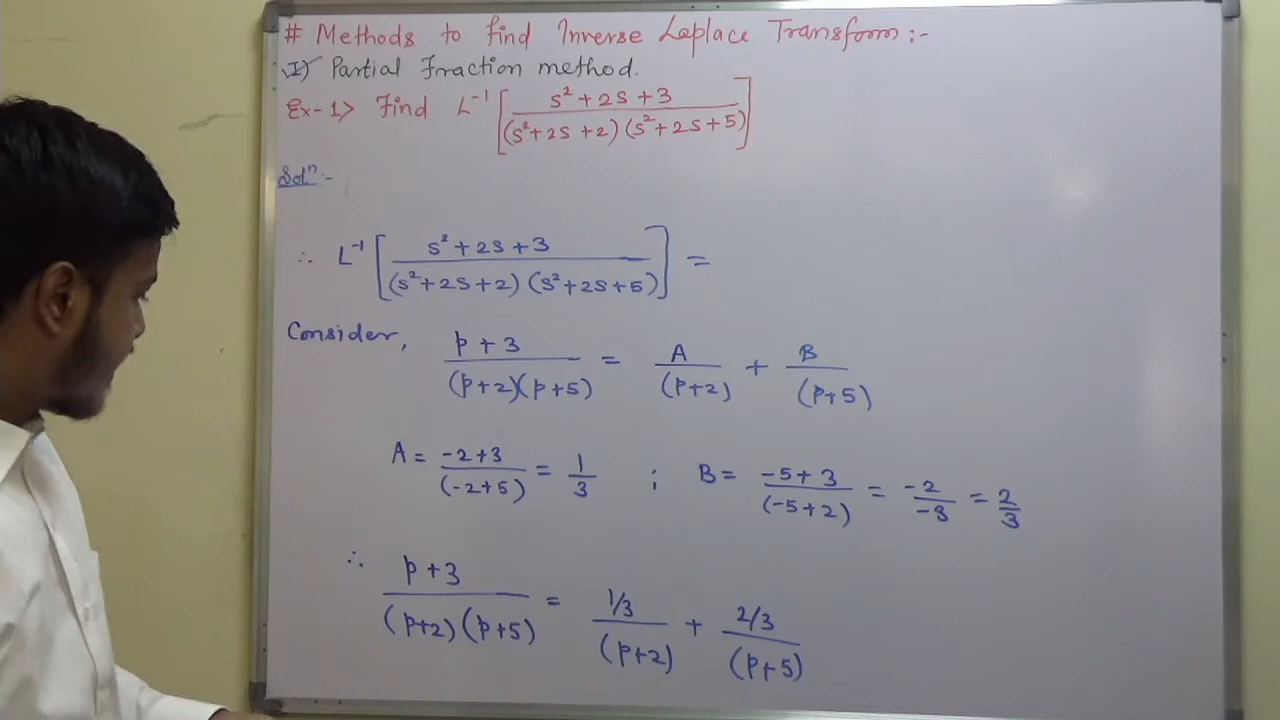 # Methods to find Inverse Laplace Transform:-
I) Partial Fraction method.
Ex-1> Find L⁻¹[ (s²+2s+3) / ((s²+2s+2)(s²+2s+5)) ]
Solⁿ:-
∴ L⁻¹[ (s²+2s+3) / ((s²+2s+2)(s²+2s+5)) ] =
Consider, (p+3) / ((p+2)(p+5)) = A/(p+2) + B/(p+5)
A = (-2+3)/(-2+5) = 1/3 ; B = (-5+3)/(-5+2) = -2/-3 = 2/3
∴ (p+3) / ((p+2)(p+5)) = (1/3)/(p+2) + (2/3)/(p+5)